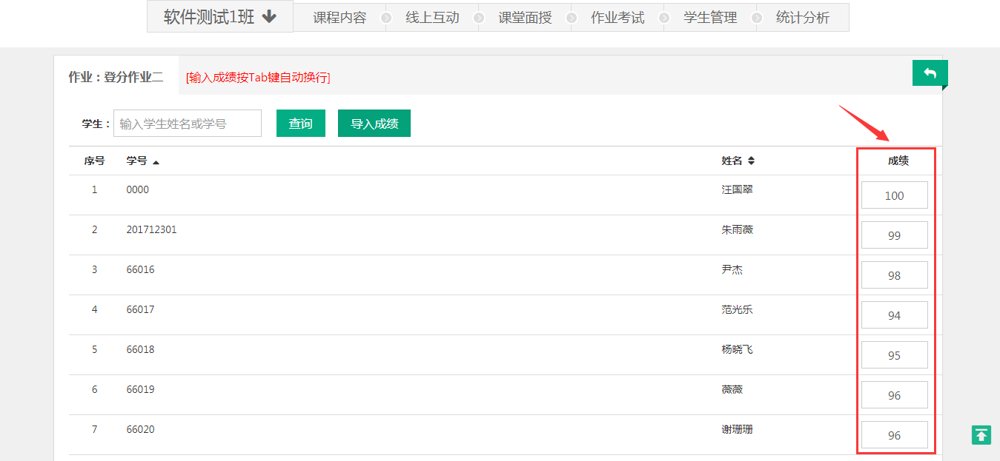 软件测试1班 课程内容 线上互动 课堂面授 作业考试 学生管理 统计分析
作业：登分作业二 [输入成绩按Tab键自动换行]
学生： 输入学生姓名或学号 查询 导入成绩
序号 学号 姓名 成绩
1 0000 汪国翠 100
2 201712301 朱雨薇 99
3 66016 尹杰 98
4 66017 范光乐 94
5 66018 杨晓飞 95
6 66019 薇薇 96
7 66020 谢珊珊 96